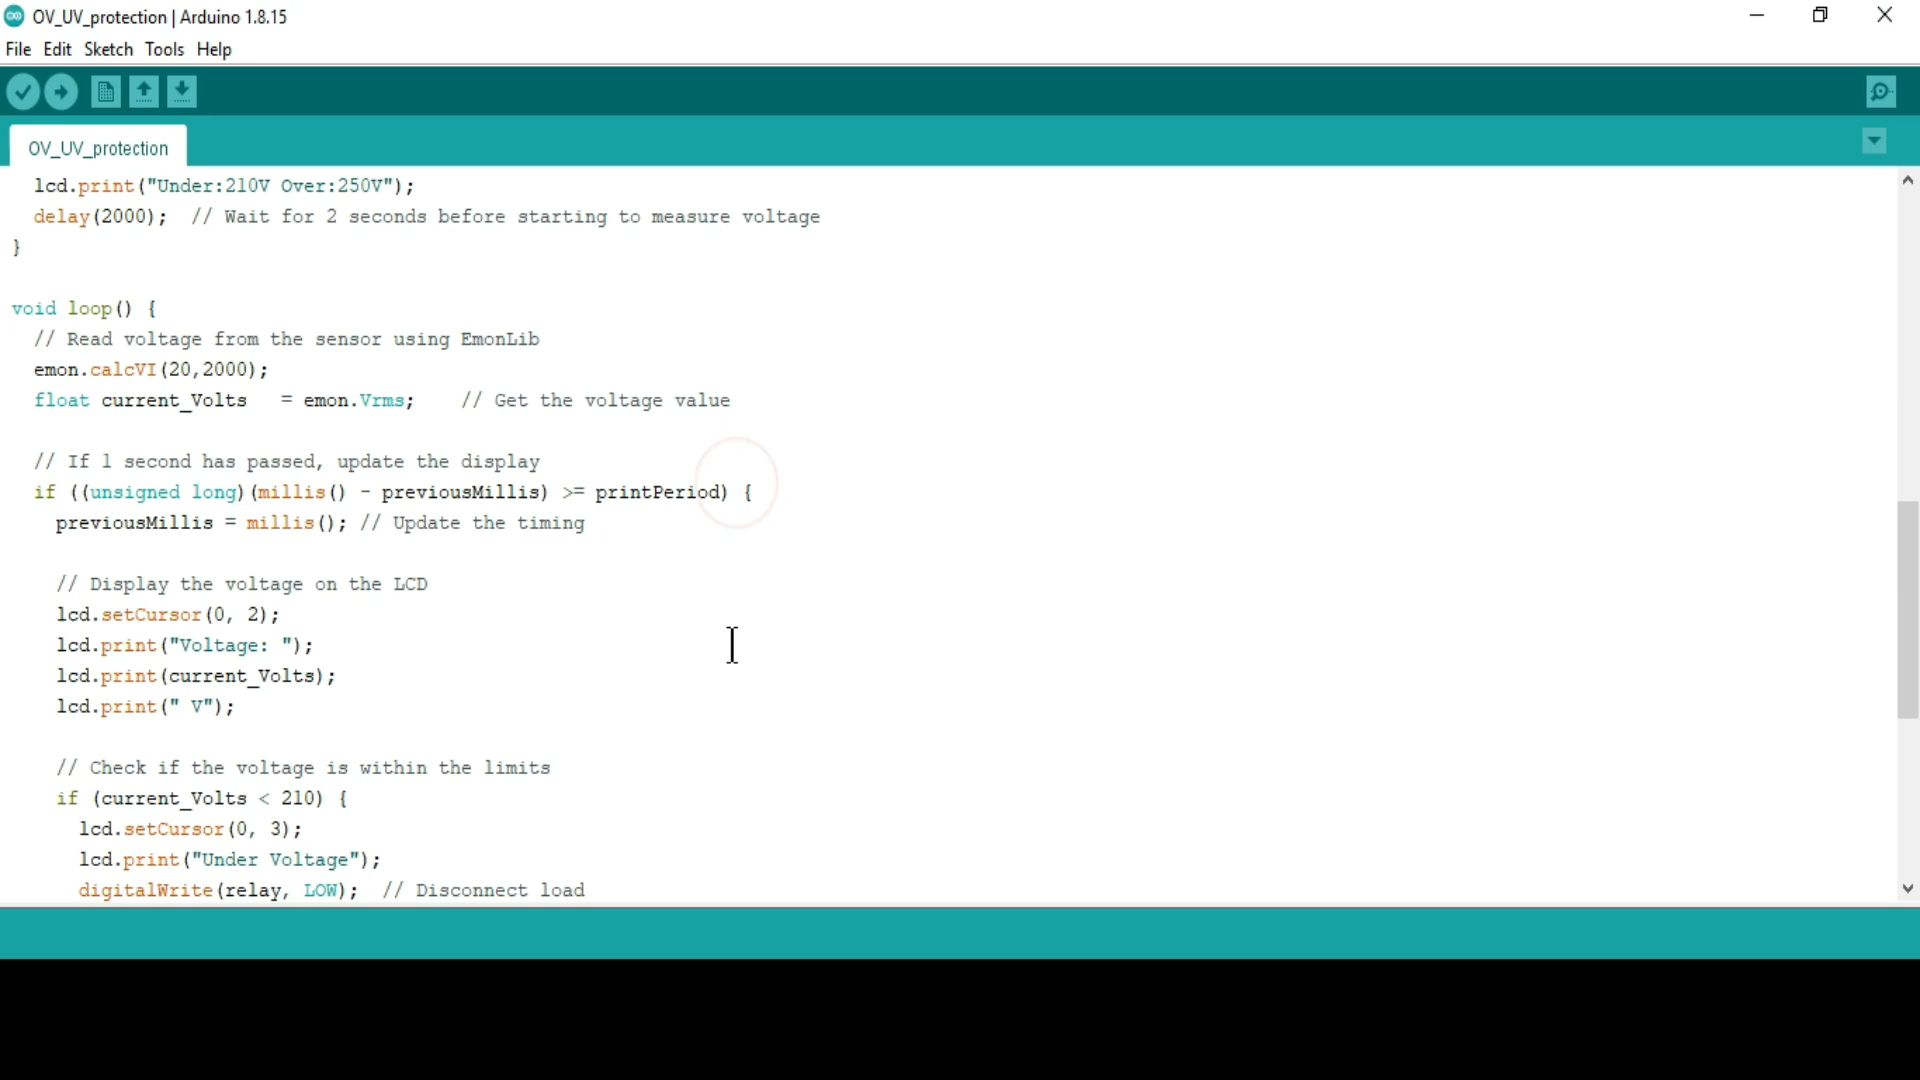 OV_UV_protection | Arduino 1.8.15
File Edit Sketch Tools Help
OV_UV_protection
lcd.print("Under:210V Over:250V");
delay(2000);  // Wait for 2 seconds before starting to measure voltage
}
void loop() {
// Read voltage from the sensor using EmonLib
emon.calcVI(20,2000);
float current_Volts   = emon.Vrms;    // Get the voltage value
// If 1 second has passed, update the display
if ((unsigned long)(millis() - previousMillis) >= printPeriod) {
previousMillis = millis(); // Update the timing
// Display the voltage on the LCD
lcd.setCursor(0, 2);
lcd.print("Voltage: ");
lcd.print(current_Volts);
lcd.print(" V");
// Check if the voltage is within the limits
if (current_Volts < 210) {
lcd.setCursor(0, 3);
lcd.print("Under Voltage");
digitalWrite(relay, LOW);  // Disconnect load